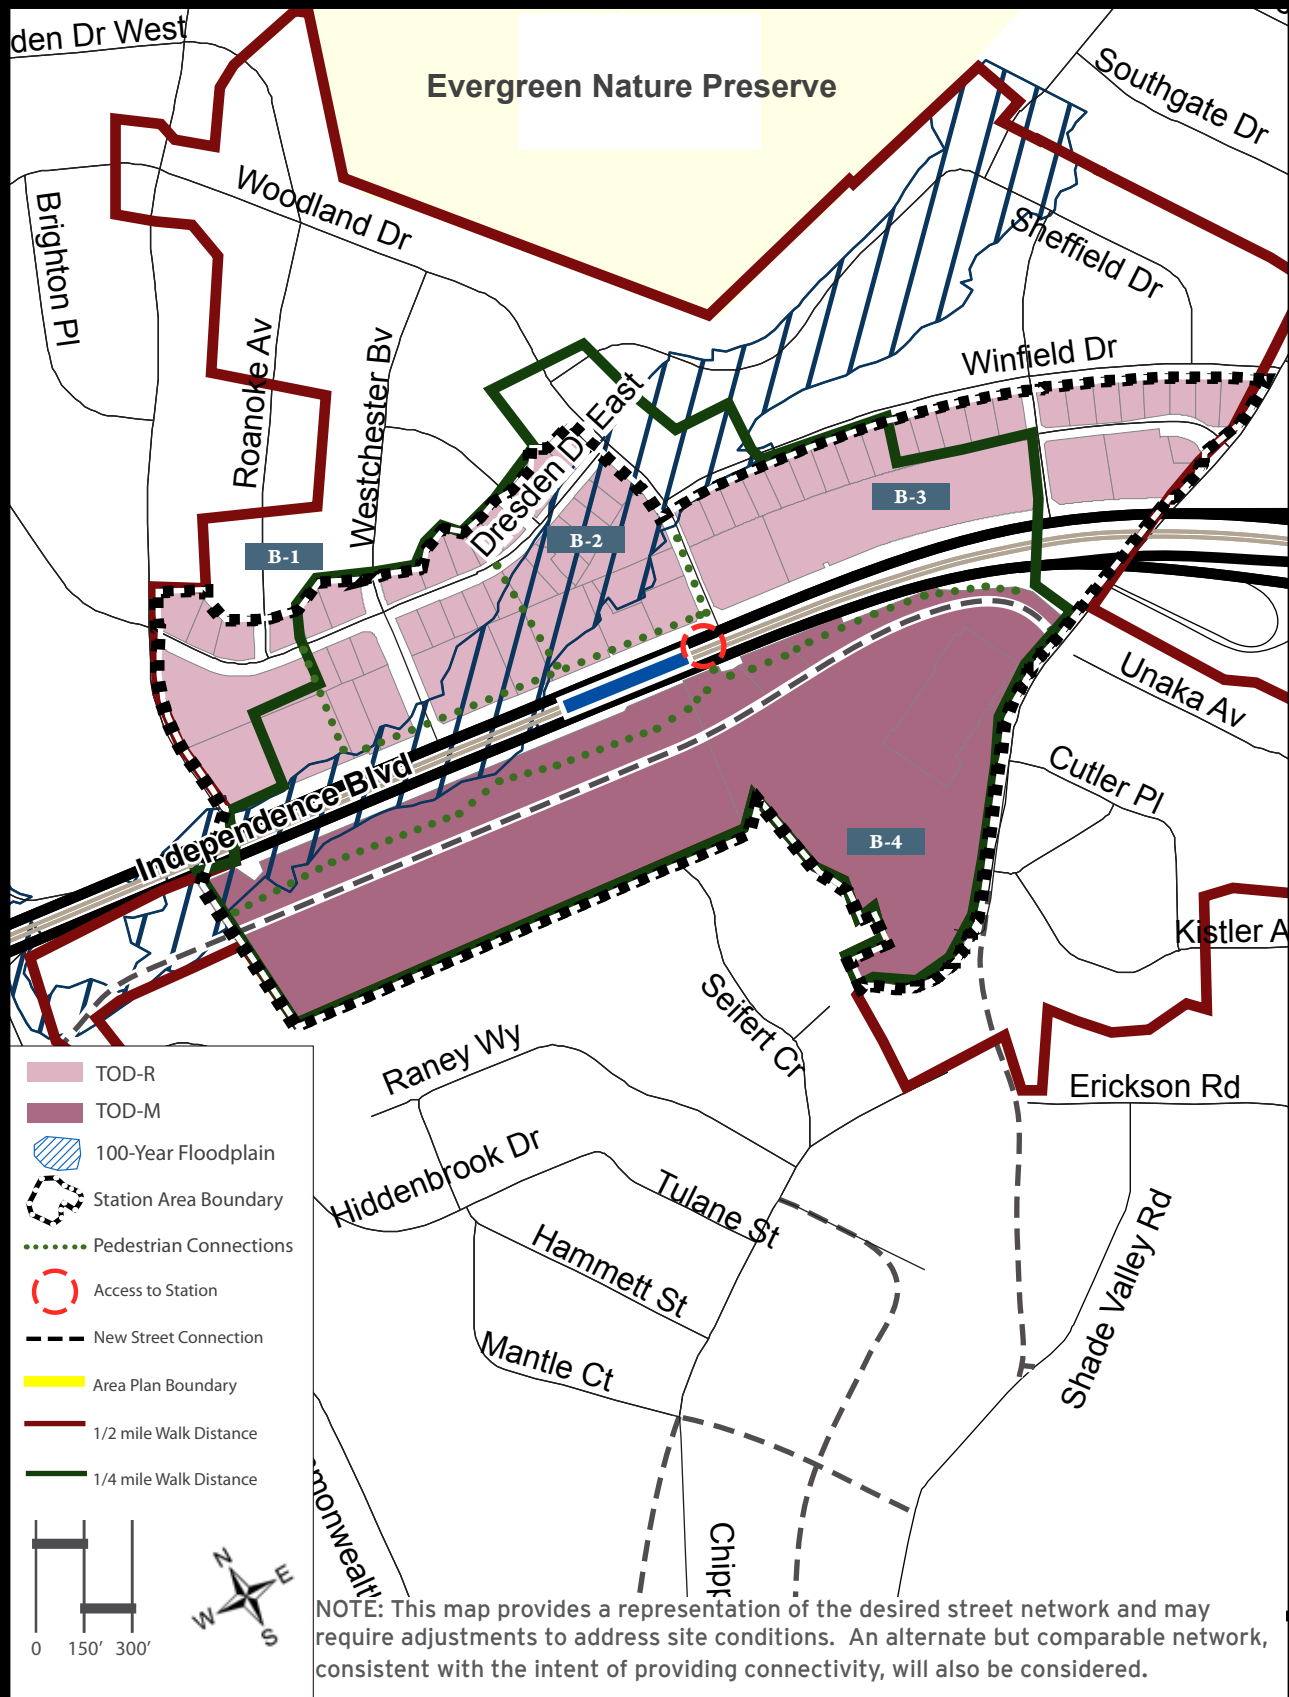 den Dr West
Evergreen Nature Preserve
Southgate Dr
Woodland Dr
Brighton Pl
Sheffield Dr
Roanoke Av
Westchester Bv
Winfield Dr
Dresden Dr East
B-3
B-1
B-2
Unaka Av
Cutler Pl
Independence Blvd
B-4
Kistler A
Seifert Cr
Raney Wy
Erickson Rd
Hiddenbrook Dr
Tulane St
Hammett St
Shade Valley Rd
Mantle Ct
monwealt
Chipp
TOD-R
TOD-M
100-Year Floodplain
Station Area Boundary
Pedestrian Connections
Access to Station
New Street Connection
Area Plan Boundary
1/2 mile Walk Distance
1/4 mile Walk Distance
0 150' 300'
N
E
W
S
NOTE: This map provides a representation of the desired street network and may
require adjustments to address site conditions. An alternate but comparable network,
consistent with the intent of providing connectivity, will also be considered.